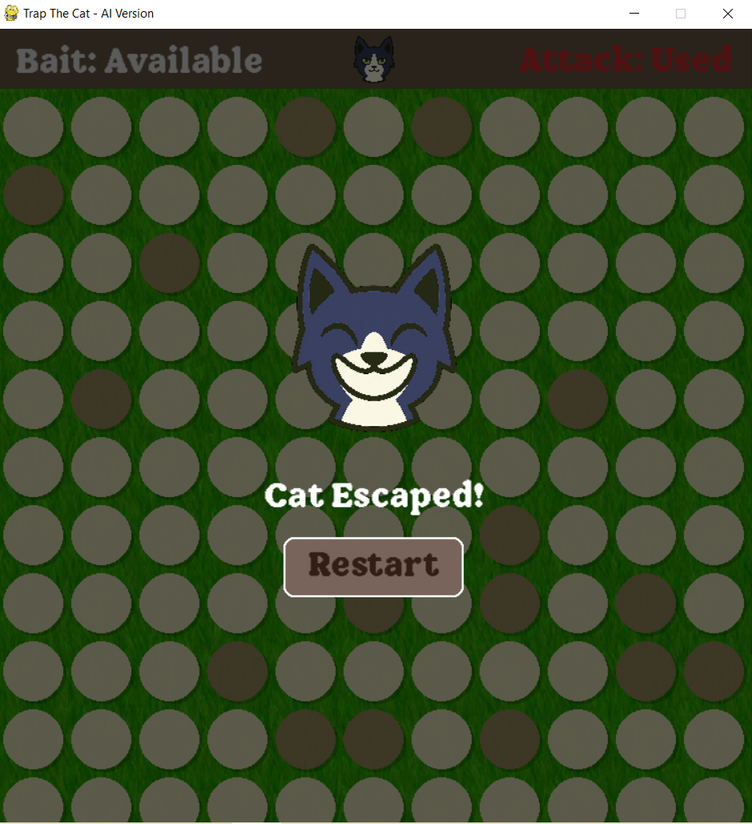 Trap The Cat - AI Version
Bait: Available
Attack: Used
Cat Escaped!
Restart